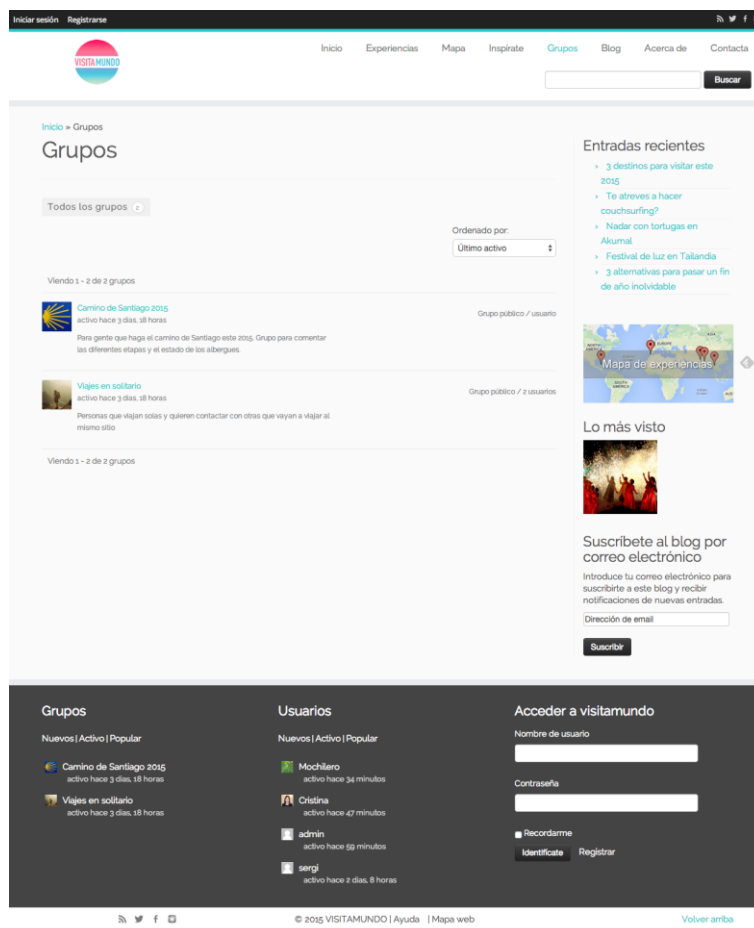 Iniciar sesión Registrarse
VISITAMUNDO
Inicio Experiencias Mapa Inspirate Grupos Blog Acerca de Contacta
Buscar
Inicio » Grupos
Grupos
Todos los grupos 2
Ordenado por:
Último activo
Viendo 1 - 2 de 2 grupos
Camino de Santiago 2015
activo hace 3 días, 18 horas
Grupo público / usuario
Para gente que haga el camino de Santiago este 2015. Grupo para comentar
las diferentes etapas y el estado de los albergues.
Viajes en solitario
activo hace 3 días, 18 horas
Grupo público / 2 usuarios
Personas que viajan solas y quieren contactar con otras que vayan a viajar al
mismo sitio
Viendo 1 - 2 de 2 grupos
Entradas recientes
3 destinos para visitar este
2015
Te atreves a hacer
couchsurfing?
Nadar con tortugas en
Akumal
Festival de luz en Tailandia
3 alternativas para pasar un fin
de año inolvidable
Mapa de experiencias
Lo más visto
Suscríbete al blog por
correo electrónico
Introduce tu correo electrónico para
suscribirte a este blog y recibir
notificaciones de nuevas entradas.
Dirección de email
Suscribir
Grupos
Nuevos | Activo | Popular
Camino de Santiago 2015
activo hace 3 días, 18 horas
Viajes en solitario
activo hace 3 días, 18 horas
Usuarios
Nuevos | Activo | Popular
Mochilero
activo hace 34 minutos
Cristina
activo hace 47 minutos
admin
activo hace 59 minutos
sergi
activo hace 2 días, 8 horas
Acceder a visitamundo
Nombre de usuario
Contraseña
Recordarme
Identifícate Registrar
© 2015 VISITAMUNDO | Ayuda | Mapa web
Volver arriba